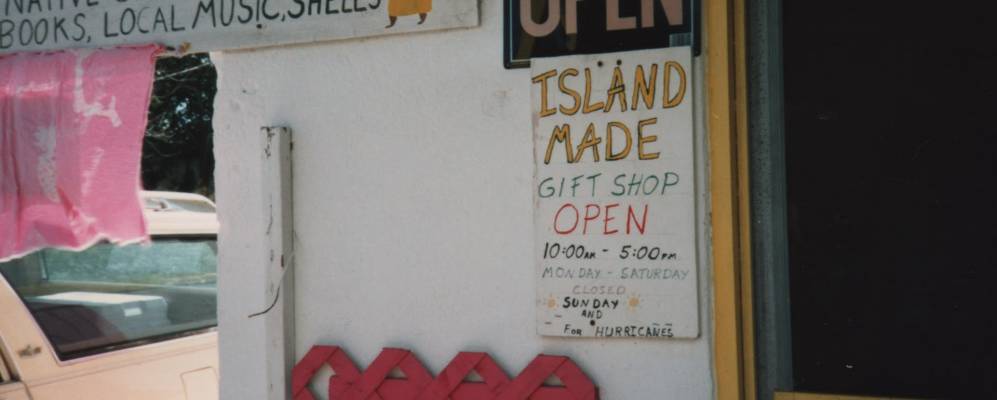 NATIVE
BOOKS, LOCAL MUSIC, SHELLS
OPEN
ISLAND
MADE
GIFT SHOP
OPEN
10:00AM - 5:00PM
MONDAY - SATURDAY
CLOSED
SUNDAY
AND
FOR HURRICANES